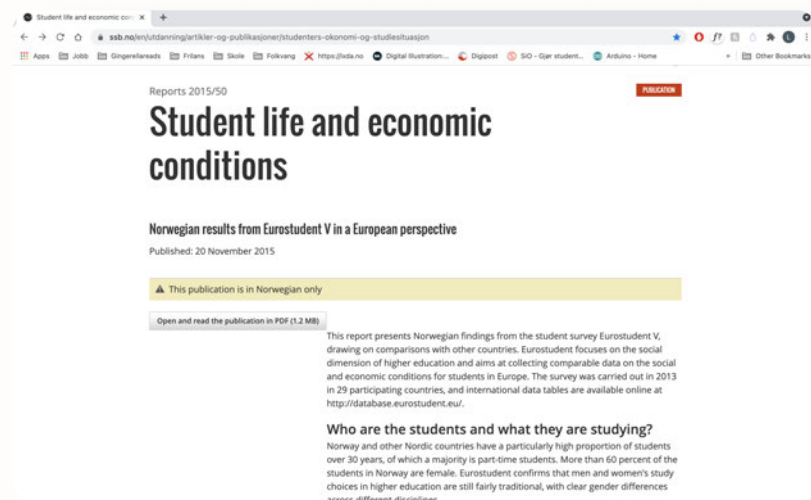 Student life and economic con
ssb.no/en/utdanning/artikler-og-publikasjoner/studenters-okonomi-og-studiesituasjon
Apps Jobb Gingerellareads Frilans Skole Folkvang https://ixda.no Digital Illustration:... Digipost SiO - Gjør student... Arduino - Home Other Bookmarks
Reports 2015/50
PUBLICATION
Student life and economic
conditions
Norwegian results from Eurostudent V in a European perspective
Published: 20 November 2015
This publication is in Norwegian only
Open and read the publication in PDF (1.2 MB)
This report presents Norwegian findings from the student survey Eurostudent V,
drawing on comparisons with other countries. Eurostudent focuses on the social
dimension of higher education and aims at collecting comparable data on the social
and economic conditions for students in Europe. The survey was carried out in 2013
in 29 participating countries, and international data tables are available online at
http://database.eurostudent.eu/.
Who are the students and what they are studying?
Norway and other Nordic countries have a particularly high proportion of students
over 30 years, of which a majority is part-time students. More than 60 percent of the
students in Norway are female. Eurostudent confirms that men and women's study
choices in higher education are still fairly traditional, with clear gender differences
across different disciplines.